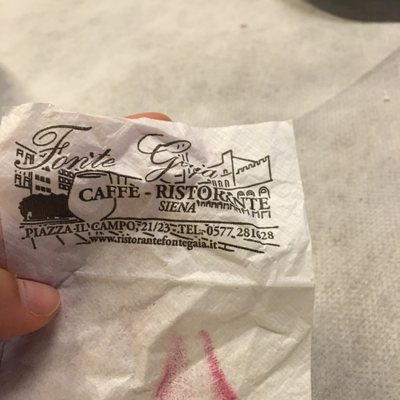 Fonte Gaia
CAFFÈ - RISTORANTE
SIENA
PIAZZA IL CAMPO, 21/23 - TEL. 0577 281628
www.ristorantefontegaia.it